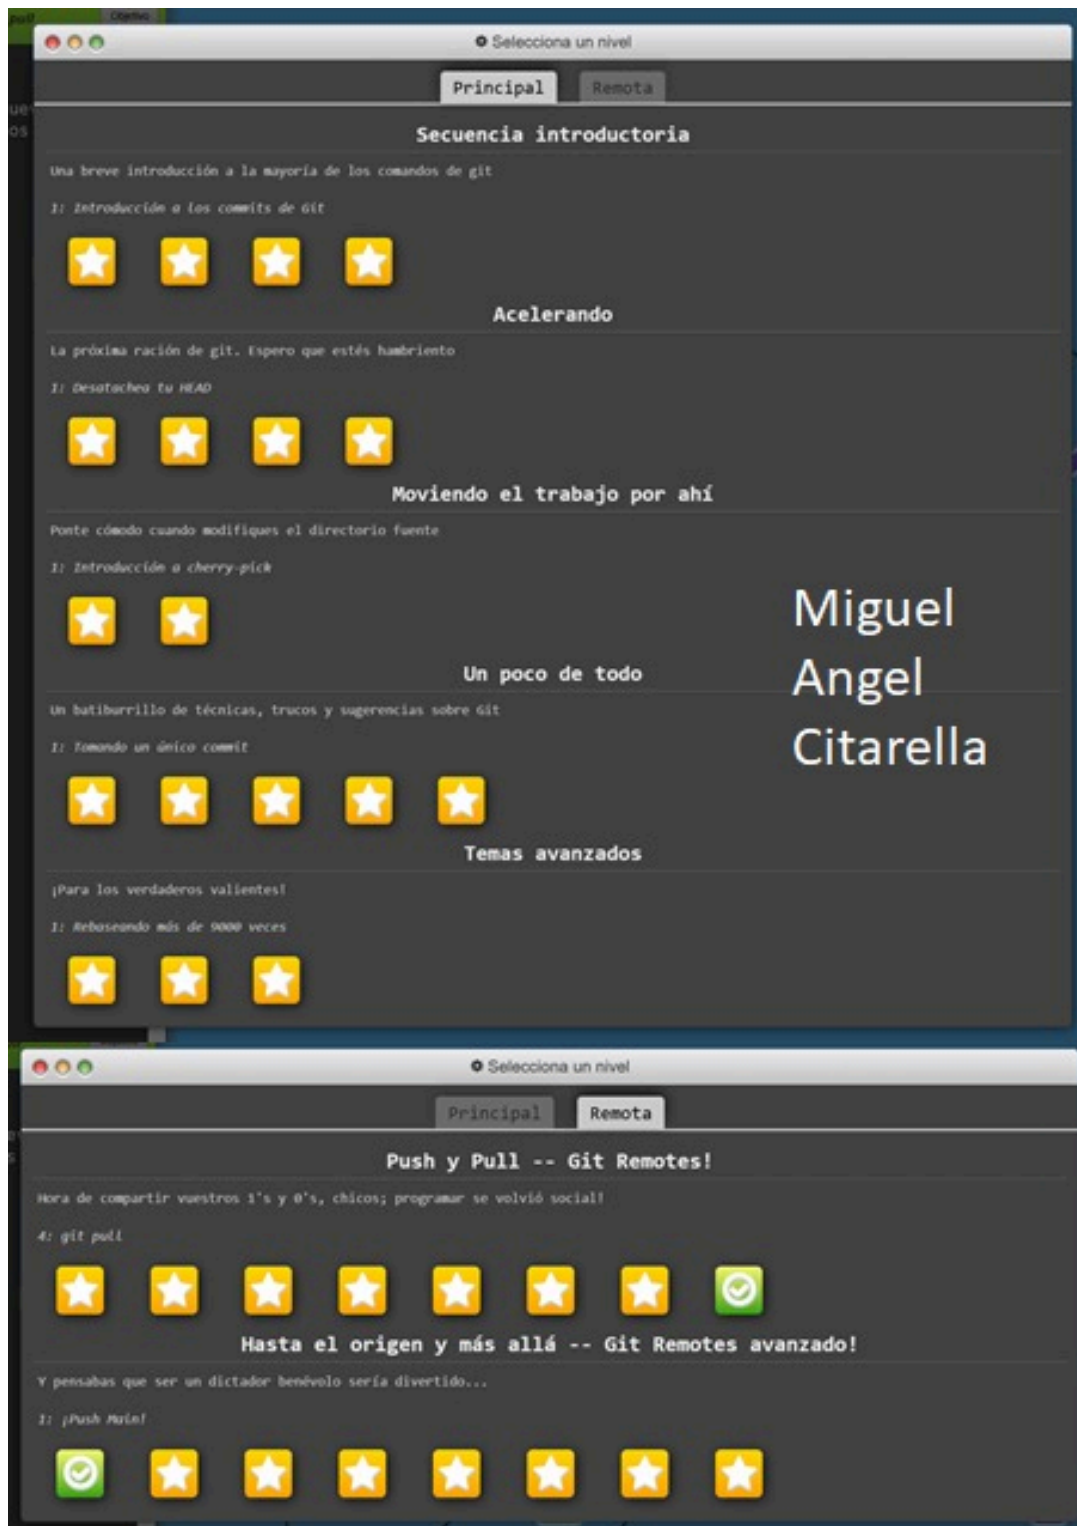 Objetivo
Selecciona un nivel
Principal
Remota
Secuencia introductoria
Una breve introducción a la mayoría de los comandos de git
1: Introducción a los commits de Git
Acelerando
La próxima ración de git. Espero que estés hambriento
1: Desatachea tu HEAD
Moviendo el trabajo por ahí
Ponte cómodo cuando modifiques el directorio fuente
1: Introducción a cherry-pick
Miguel
Angel
Citarella
Un poco de todo
Un batiburrillo de técnicas, trucos y sugerencias sobre Git
1: Tomando un único commit
Temas avanzados
¡Para los verdaderos valientes!
1: Rebaseando más de 9000 veces
Selecciona un nivel
Principal
Remota
Push y Pull -- Git Remotes!
Hora de compartir vuestros 1's y 0's, chicos; programar se volvió social!
4: git pull
Hasta el origen y más allá -- Git Remotes avanzado!
Y pensabas que ser un dictador benévolo sería divertido...
1: ¡Push Main!